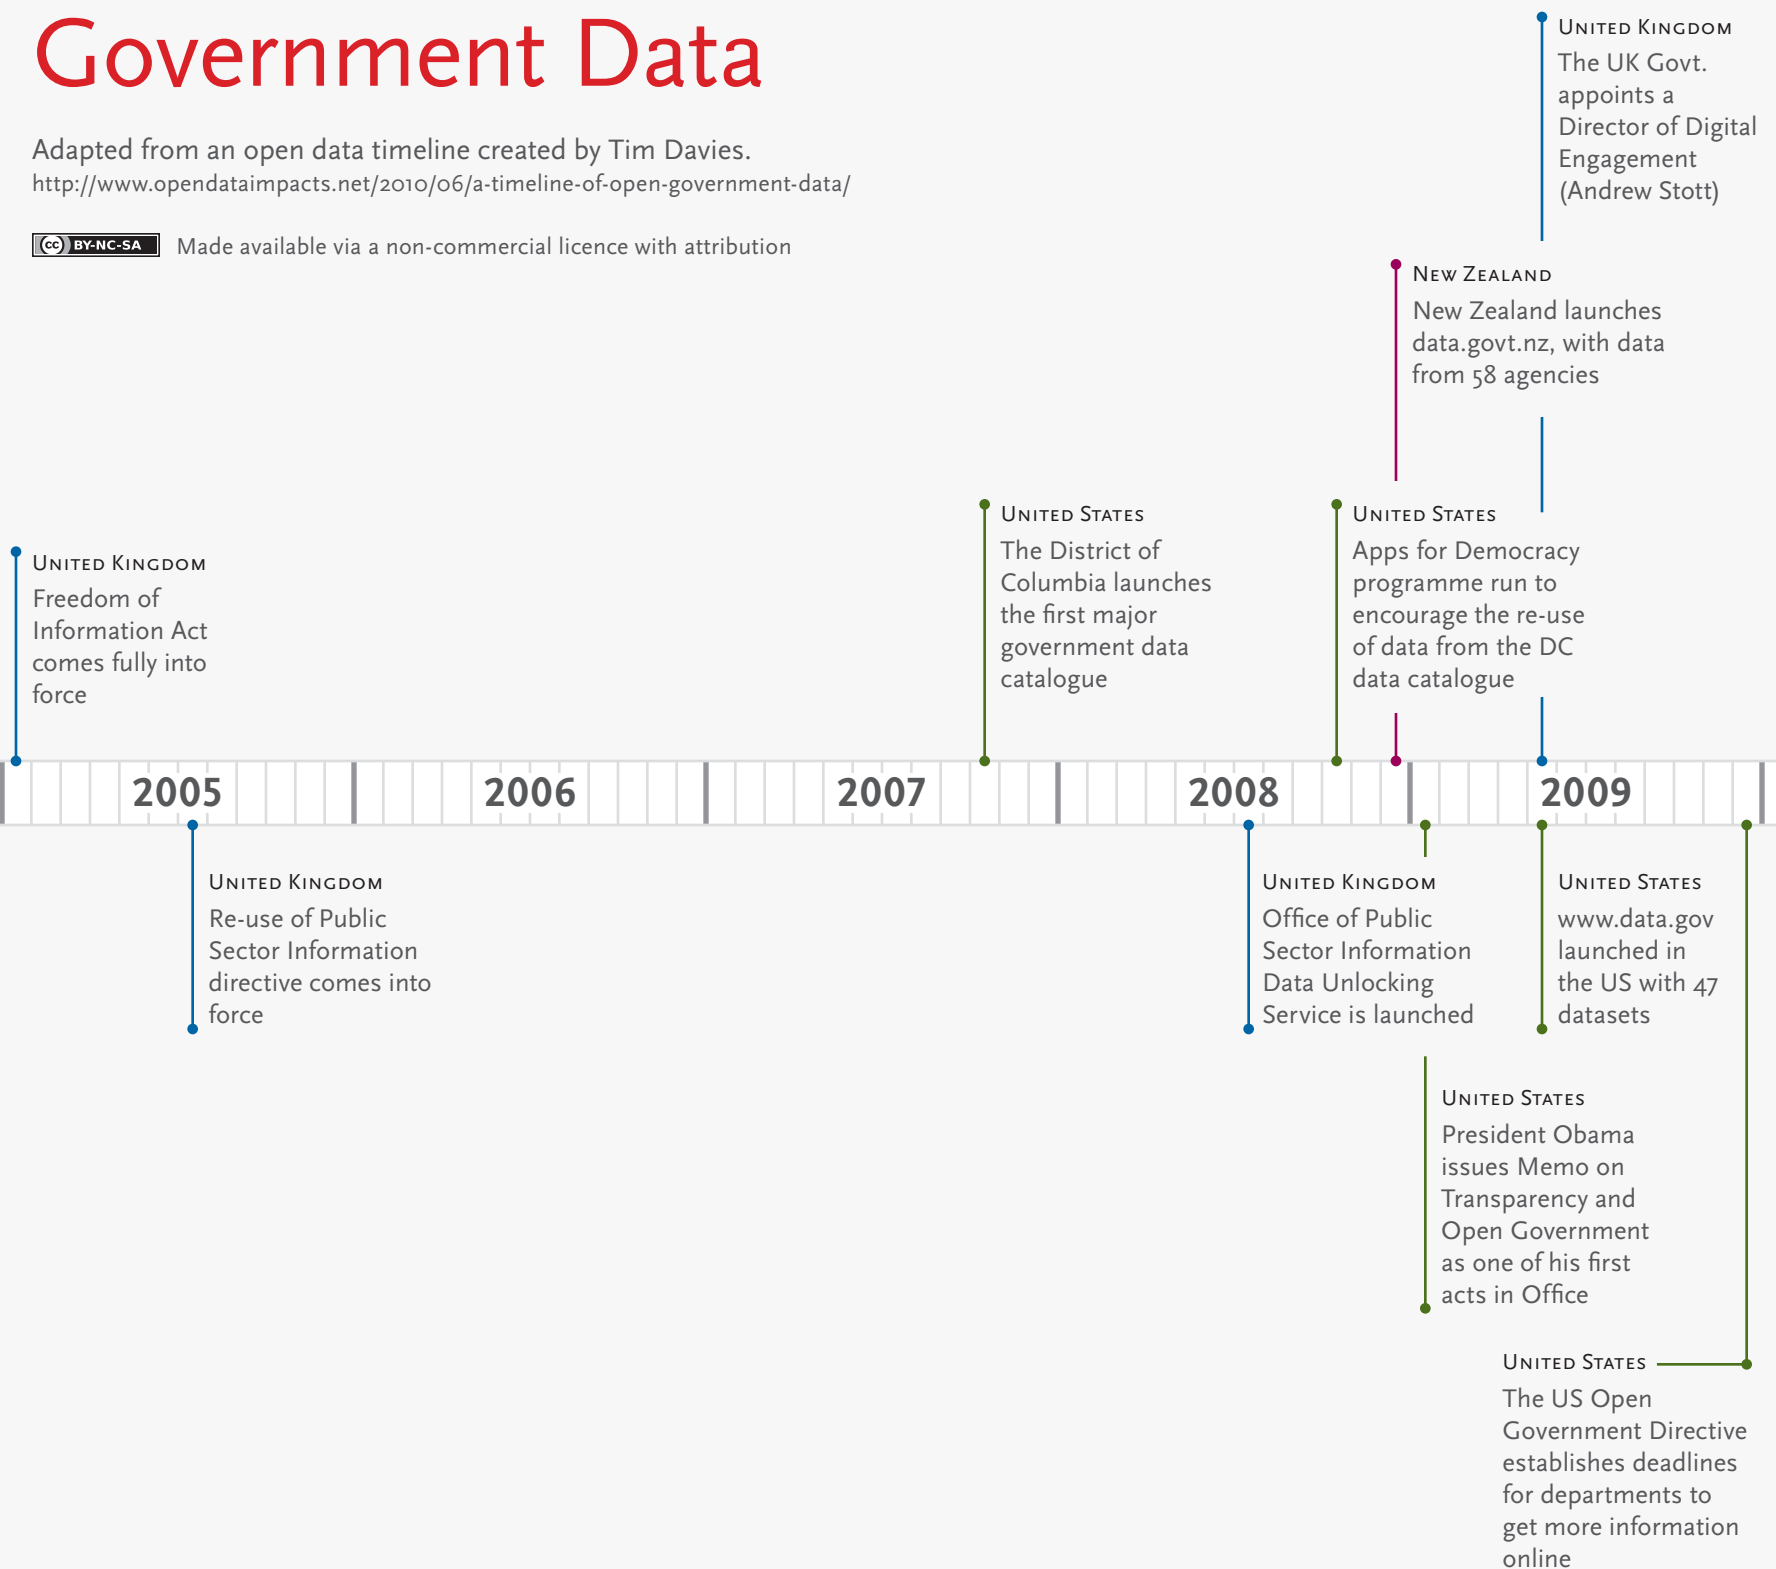 Government Data
Adapted from an open data timeline created by Tim Davies.
http://www.opendataimpacts.net/2010/06/a-timeline-of-open-government-data/
cc BY-NC-SA
Made available via a non-commercial licence with attribution
United Kingdom
The UK Govt.
appoints a
Director of Digital
Engagement
(Andrew Stott)
New Zealand
New Zealand launches
data.govt.nz, with data
from 58 agencies
United Kingdom
Freedom of
Information Act
comes fully into
force
United States
The District of
Columbia launches
the first major
government data
catalogue
United States
Apps for Democracy
programme run to
encourage the re-use
of data from the DC
data catalogue
2005
2006
2007
2008
2009
United Kingdom
Re-use of Public
Sector Information
directive comes into
force
United Kingdom
Office of Public
Sector Information
Data Unlocking
Service is launched
United States
www.data.gov
launched in
the US with 47
datasets
United States
President Obama
issues Memo on
Transparency and
Open Government
as one of his first
acts in Office
United States
The US Open
Government Directive
establishes deadlines
for departments to
get more information
online